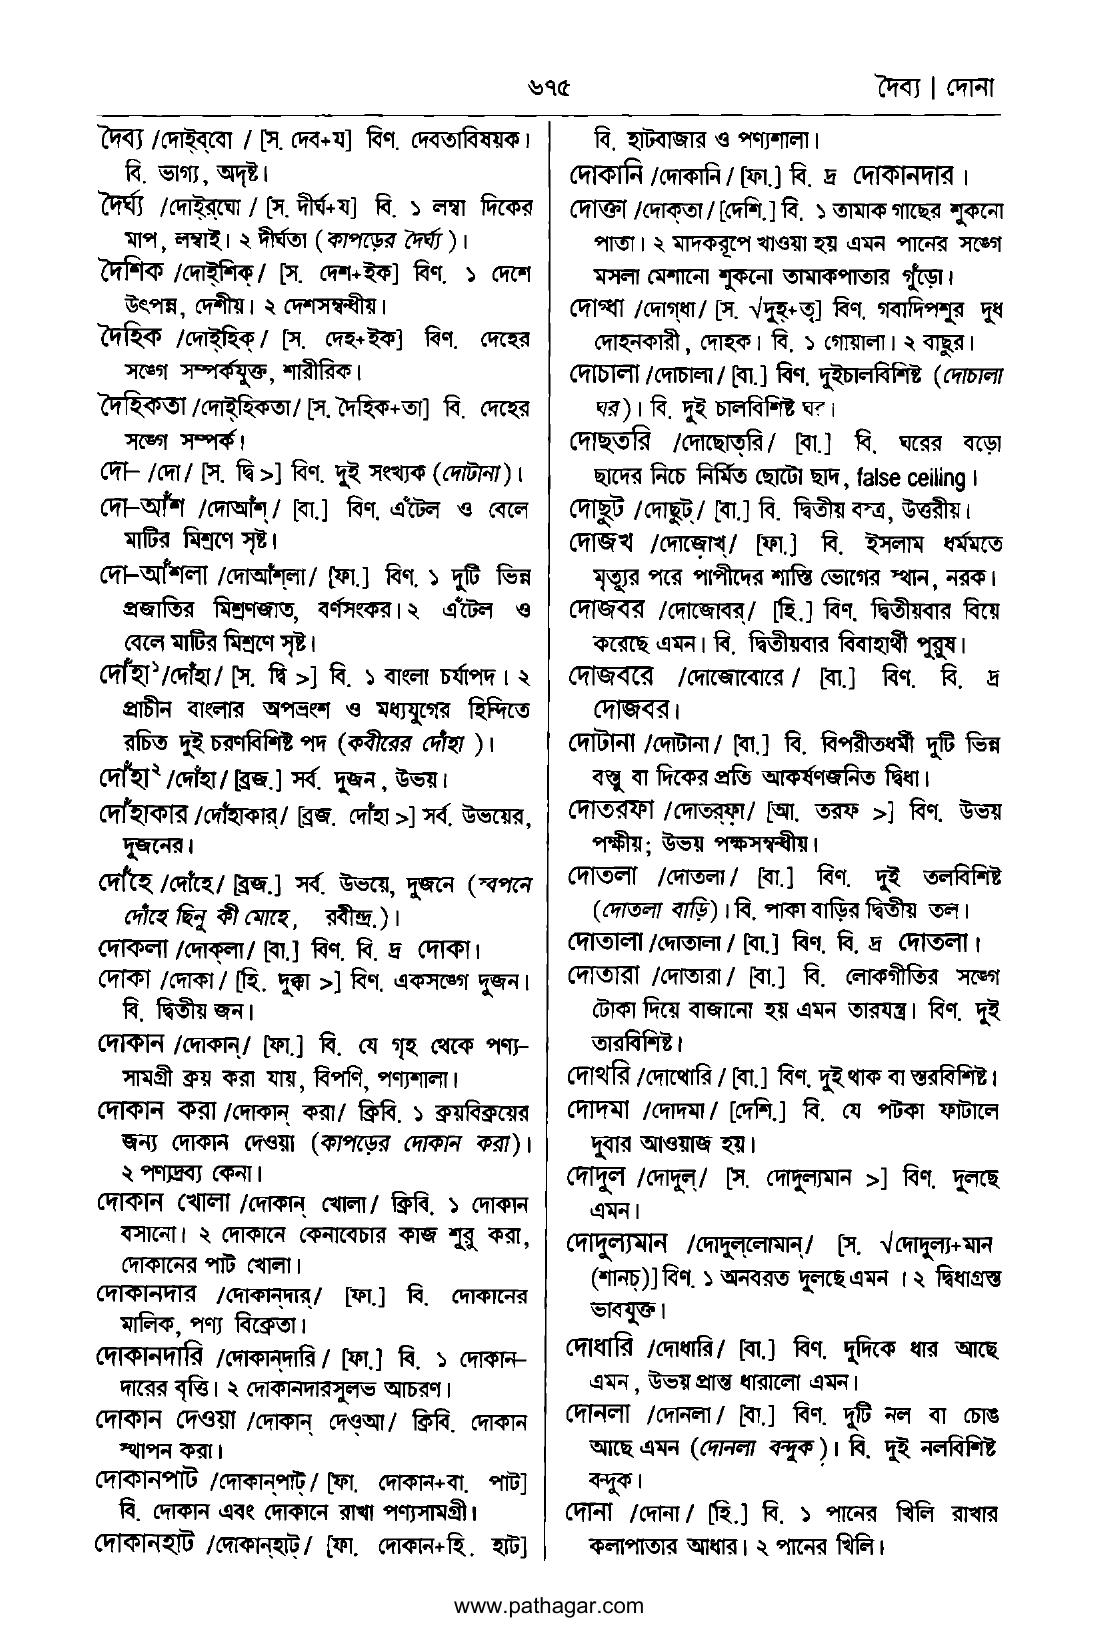 ৬৭৫
দৈব্য | দোনা
দৈব্য /দোই্‌ব্‌বো / [স. দেব+য] বিণ. দেবতাবিষয়ক।
বি. ভাগ্য, অদৃষ্ট।
দৈর্ঘ্য /দোই্‌র্‌ঘো / [স. দীর্ঘ+য] বি. ১ লম্বা দিকের
মাপ, লম্বাই। ২ দীর্ঘতা (কাপড়ের দৈর্ঘ্য )।
দৈশিক /দোই্‌শিক্‌/ [স. দেশ+ইক] বিণ. ১ দেশে
উৎপন্ন, দেশীয়। ২ দেশসম্বন্ধীয়।
দৈহিক /দোই্‌হিক্‌/ [স. দেহ+ইক] বিণ. দেহের
সঙ্গে সম্পর্কযুক্ত, শারীরিক।
দৈহিকতা /দোই্‌হিকতা/ [স. দৈহিক+তা] বি. দেহের
সঙ্গে সম্পর্ক।
দো- /দো/ [স. দ্বি >] বিণ. দুই সংখ্যক (দোটানা)।
দো-আঁশ /দোআঁশ্‌/ [বা.] বিণ. এঁটেল ও বেলে
মাটির মিশ্রণে সৃষ্ট।
দো-আঁশলা /দোআঁশ্‌লা/ [ফা.] বিণ. ১ দুটি ভিন্ন
প্রজাতির মিশ্রণজাত, বর্ণসংকর। ২ এঁটেল ও
বেলে মাটির মিশ্রণে সৃষ্ট।
দোঁহা¹ /দোঁহা/ [স. দ্বি >] বি. ১ বাংলা চর্যাপদ। ২
প্রাচীন বাংলার অপভ্রংশ ও মধ্যযুগের হিন্দিতে
রচিত দুই চরণবিশিষ্ট পদ (কবীরের দোঁহা )।
দোঁহা² /দোঁহা/ [ব্রজ.] সর্ব. দুজন, উভয়।
দোঁহাকার /দোঁহাকার্‌/ [ব্রজ. দোঁহা >] সর্ব. উভয়ের,
দুজনের।
দোঁহে /দোঁহে/ [ব্রজ.] সর্ব. উভয়ে, দুজনে (স্বপনে
দোঁহে ছিনু কী মোহে, রবীন্দ্র.)।
দোকলা /দোক্‌লা/ [বা.] বিণ. বি. দ্র দোকা।
দোকা /দোকা/ [হি. দুক্কা >] বিণ. একসঙ্গে দুজন।
বি. দ্বিতীয় জন।
দোকান /দোকান্‌/ [ফা.] বি. যে গৃহ থেকে পণ্য-
সামগ্রী ক্রয় করা যায়, বিপণি, পণ্যশালা।
দোকান করা /দোকান্‌ করা/ ক্রিবি. ১ ক্রয়বিক্রয়ের
জন্য দোকান দেওয়া (কাপড়ের দোকান করা)।
২ পণ্যদ্রব্য কেনা।
দোকান খোলা /দোকান্‌ খোলা/ ক্রিবি. ১ দোকান
বসানো। ২ দোকানে কেনাবেচার কাজ শুরু করা,
দোকানের পাট খোলা।
দোকানদার /দোকান্‌দার্‌/ [ফা.] বি. দোকানের
মালিক, পণ্য বিক্রেতা।
দোকানদারি /দোকান্‌দারি/ [ফা.] বি. ১ দোকান-
দারের বৃত্তি। ২ দোকানদারসুলভ আচরণ।
দোকান দেওয়া /দোকান্‌ দেওআ/ ক্রিবি. দোকান
স্থাপন করা।
দোকানপাট /দোকান্‌পাট্‌/ [ফা. দোকান+বা. পাট]
বি. দোকান এবং দোকানে রাখা পণ্যসামগ্রী।
দোকানহাট /দোকান্‌হাট্‌/ [ফা. দোকান+হি. হাট]
বি. হাটবাজার ও পণ্যশালা।
দোকানি /দোকানি/ [ফা.] বি. দ্র দোকানদার।
দোক্তা /দোক্‌তা/ [দেশি.] বি. ১ তামাক গাছের শুকনো
পাতা। ২ মাদকরূপে খাওয়া হয় এমন পানের সঙ্গে
মসলা মেশানো শুকনো তামাকপাতার গুঁড়ো।
দোগ্ধা /দোগ্‌ধা/ [স. √দুহ্+তৃ] বিণ. গবাদিপশুর দুধ
দোহনকারী, দোহক। বি. ১ গোয়ালা। ২ বাছুর।
দোচালা /দোচালা/ [বা.] বিণ. দুইচালবিশিষ্ট (দোচালা
ঘর)। বি. দুই চালবিশিষ্ট ঘর।
দোছতরি /দোছোত্‌রি/ [বা.] বি. ঘরের বড়ো
ছাদের নিচে নির্মিত ছোটো ছাদ, false ceiling।
দোছুট /দোছুট্‌/ [বা.] বি. দ্বিতীয় বস্ত্র, উত্তরীয়।
দোজখ /দোজ়োখ্‌/ [ফা.] বি. ইসলাম ধর্মমতে
মৃত্যুর পরে পাপীদের শাস্তি ভোগের স্থান, নরক।
দোজবর /দোজোবর্‌/ [হি.] বিণ. দ্বিতীয়বার বিয়ে
করেছে এমন। বি. দ্বিতীয়বার বিবাহার্থী পুরুষ।
দোজবরে /দোজোবোরে/ [বা.] বিণ. বি. দ্র
দোজবর।
দোটানা /দোটানা/ [বা.] বি. বিপরীতধর্মী দুটি ভিন্ন
বস্তু বা দিকের প্রতি আকর্ষণজনিত দ্বিধা।
দোতরফা /দোতর্‌ফা/ [আ. তরফ >] বিণ. উভয়
পক্ষীয়; উভয় পক্ষসম্বন্ধীয়।
দোতলা /দোতলা/ [বা.] বিণ. দুই তলবিশিষ্ট
(দোতলা বাড়ি)। বি. পাকা বাড়ির দ্বিতীয় তল।
দোতালা /দোতালা/ [বা.] বিণ. বি. দ্র দোতলা।
দোতারা /দোতারা/ [বা.] বি. লোকগীতির সঙ্গে
টোকা দিয়ে বাজানো হয় এমন তারযন্ত্র। বিণ. দুই
তারবিশিষ্ট।
দোথরি /দোথোরি/ [বা.] বিণ. দুই থাক বা স্তরবিশিষ্ট।
দোদমা /দোদমা/ [দেশি.] বি. যে পটকা ফাটালে
দুবার আওয়াজ হয়।
দোদুল /দোদুল্‌/ [স. দোদুল্যমান >] বিণ. দুলছে
এমন।
দোদুল্যমান /দোদুল্‌লোমান্‌/ [স. √দোদুল্য+মান
(শানচ্)] বিণ. ১ অনবরত দুলছে এমন । ২ দ্বিধাগ্রস্ত
ভাবযুক্ত।
দোধারি /দোধারি/ [বা.] বিণ. দুদিকে ধার আছে
এমন, উভয় প্রান্ত ধারালো এমন।
দোনলা /দোনলা/ [বা.] বিণ. দুটি নল বা চোঙ
আছে এমন (দোনলা বন্দুক )। বি. দুই নলবিশিষ্ট
বন্দুক।
দোনা /দোনা/ [হি.] বি. ১ পানের খিলি রাখার
কলাপাতার আধার। ২ পানের খিলি।
www.pathagar.com